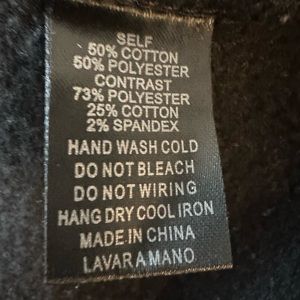 SELF
50% COTTON
50% POLYESTER
CONTRAST
73% POLYESTER
25% COTTON
2% SPANDEX
HAND WASH COLD
DO NOT BLEACH
DO NOT WIRING
HANG DRY COOL IRON
MADE IN CHINA
LAVAR A MANO